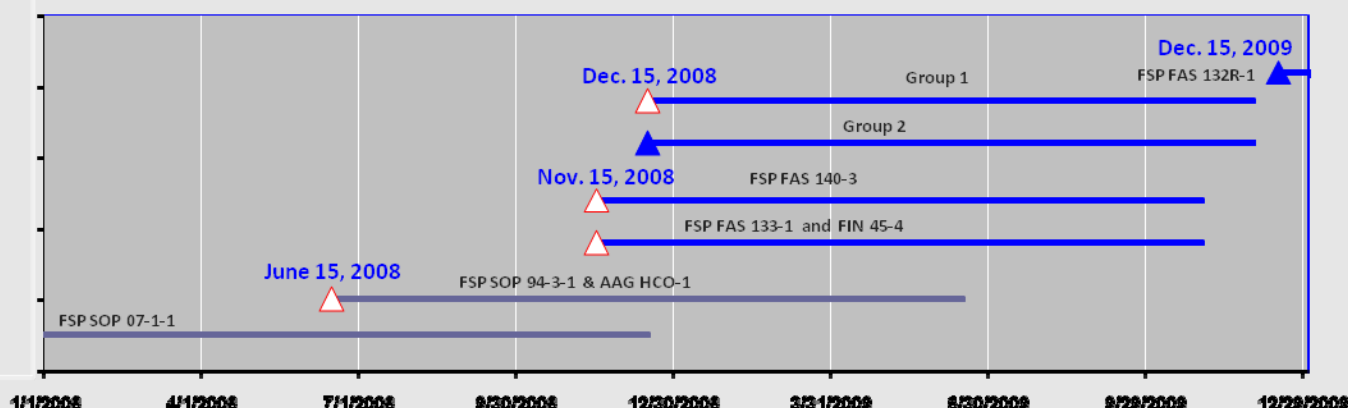 Dec. 15, 2009
Dec. 15, 2008
Group 1
FSP FAS 132R-1
Group 2
Nov. 15, 2008
FSP FAS 140-3
FSP FAS 133-1 and FIN 45-4
June 15, 2008
FSP SOP 94-3-1 & AAG HCO-1
FSP SOP 07-1-1
1/1/2008 4/1/2008 7/1/2008 9/30/2008 12/30/2008 3/31/2009 6/30/2009 9/29/2009 12/29/2009